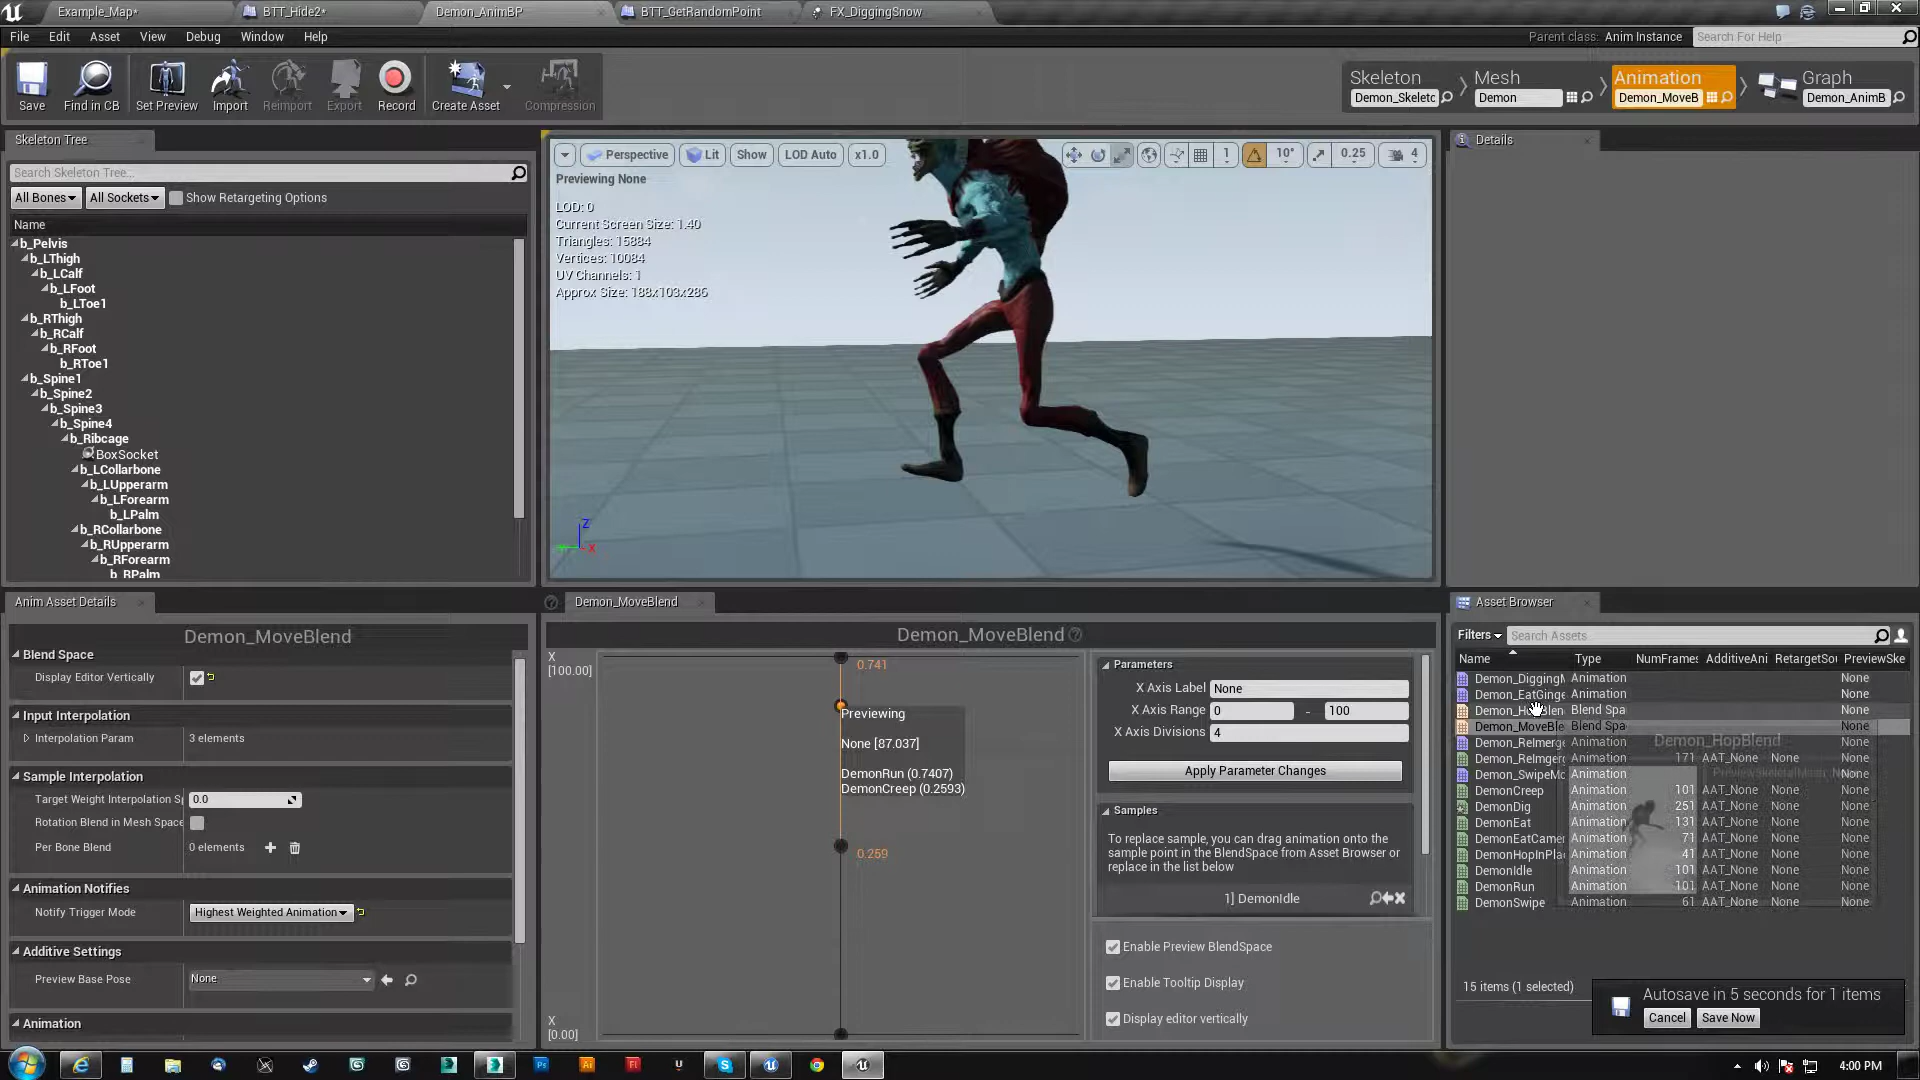 Example_Map*
BTT_Hide2*
Demon_AnimBP
BTT_GetRandomPoint
FX_DiggingSnow
File Edit Asset View Debug Window Help
Parent class: Anim Instance
Search For Help
Save
Find in CB
Set Preview
Import
Reimport
Export
Record
Create Asset
Compression
Skeleton
Demon_Skeletc
Mesh
Demon
Animation
Demon_MoveB
Graph
Demon_AnimB
Skeleton Tree
Search Skeleton Tree...
All Bones
All Sockets
Show Retargeting Options
Name
b_Pelvis
b_LThigh
b_LCalf
b_LFoot
b_LToe1
b_RThigh
b_RCalf
b_RFoot
b_RToe1
b_Spine1
b_Spine2
b_Spine3
b_Spine4
b_Ribcage
BoxSocket
b_LCollarbone
b_LUpperarm
b_LForearm
b_LPalm
b_RCollarbone
b_RUpperarm
b_RForearm
b_RPalm
Perspective Lit Show LOD Auto x1.0
1 10° 0.25 4
Previewing None
LOD: 0
Current Screen Size: 1.40
Triangles: 15884
Vertices: 10084
UV Channels: 1
Approx Size: 188x103x286
Z
X
Details
Anim Asset Details
Demon_MoveBlend
Blend Space
Display Editor Vertically
Input Interpolation
Interpolation Param 3 elements
Sample Interpolation
Target Weight Interpolation S 0.0
Rotation Blend in Mesh Space
Per Bone Blend 0 elements
Animation Notifies
Notify Trigger Mode Highest Weighted Animation
Additive Settings
Preview Base Pose None
Animation
Demon_MoveBlend
Demon_MoveBlend
X
[100.00]
0.741
Previewing
None [87.037]
DemonRun (0.7407)
DemonCreep (0.2593)
0.259
X
[0.00]
Parameters
X Axis Label None
X Axis Range 0 - 100
X Axis Divisions 4
Apply Parameter Changes
Samples
To replace sample, you can drag animation onto the
sample point in the BlendSpace from Asset Browser or
replace in the list below
1] DemonIdle
Enable Preview BlendSpace
Enable Tooltip Display
Display editor vertically
Asset Browser
Filters
Search Assets
Name Type NumFrames AdditiveAni RetargetSou PreviewSke
Demon_DiggingM Animation None
Demon_EatGinge Animation None
Blend Spa None
Demon_MoveBle Blend Spa None
Demon_ReImerge Animation None
Demon_ReImgerg Animation 171 AAT_None None None
Demon_SwipeMo Animation None
DemonCreep Animation 101 AAT_None None None
DemonDig Animation 251 AAT_None None None
DemonEat Animation 131 AAT_None None None
DemonEatCamer Animation 71 AAT_None None None
DemonHopInPla Animation 41 AAT_None None None
DemonIdle Animation 101 AAT_None None None
DemonRun Animation 101 AAT_None None None
DemonSwipe Animation 61 AAT_None None None
Demon_HopBlend
15 items (1 selected)
Autosave in 5 seconds for 1 items
Cancel
Save Now
4:00 PM